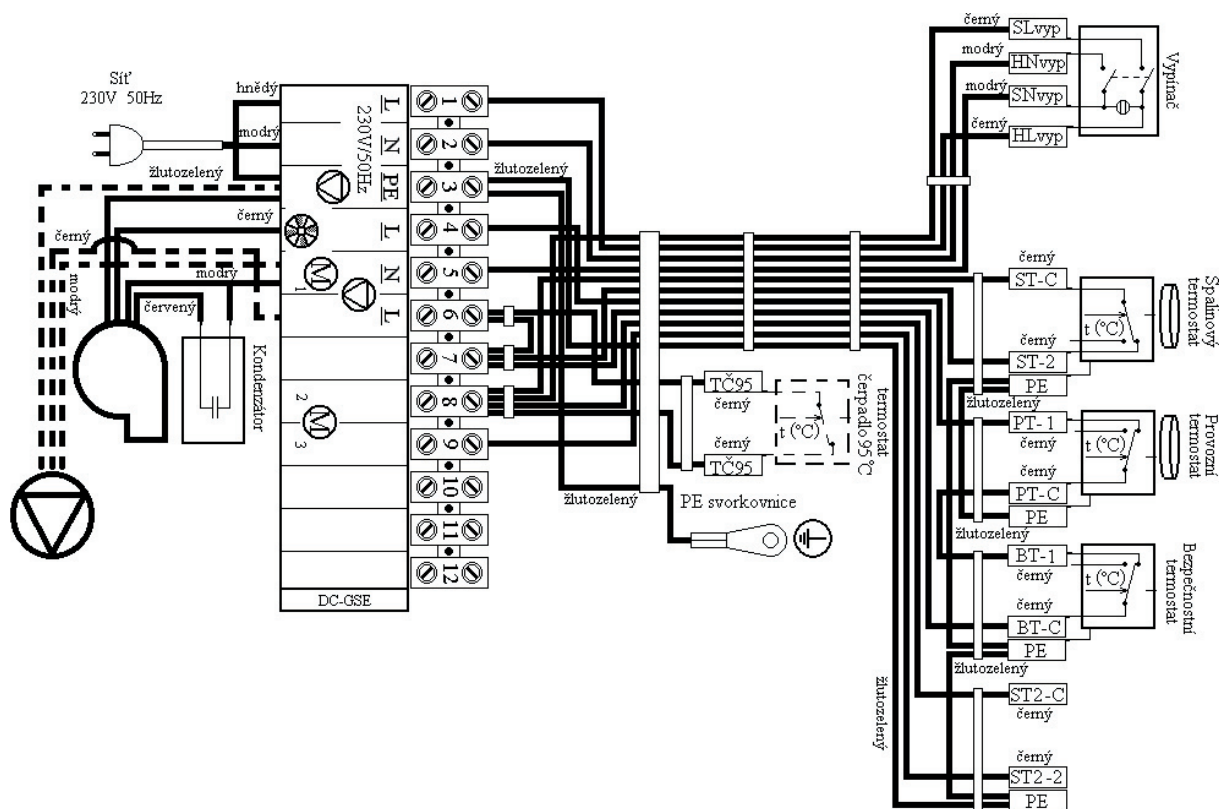 Síť
230V 50Hz
hnědý
modrý
žlutozelený
černý
černý
modrý
modrý
červený
Kondenzátor
L
N
PE
L
N
L
230V/50Hz
M
1
2
M
3
DC-GSE
1
2
3
4
5
6
7
8
9
10
11
12
žlutozelený
žlutozelený
PE svorkovnice
TČ95
černý
černý
TČ95
t (°C)
termostat
čerpadlo 95°C
žlutozelený
černý
SLvyp
modrý
HNvyp
modrý
SNvyp
černý
HLvyp
Vypínač
černý
ST-C
černý
ST-2
PE
žlutozelený
t (°C)
Spalinový
termostat
PT-1
černý
černý
PT-C
PE
žlutozelený
t (°C)
Provozní
termostat
BT-1
černý
černý
BT-C
PE
žlutozelený
t (°C)
Bezpečnostní
termostat
ST2-C
černý
černý
ST2-2
PE